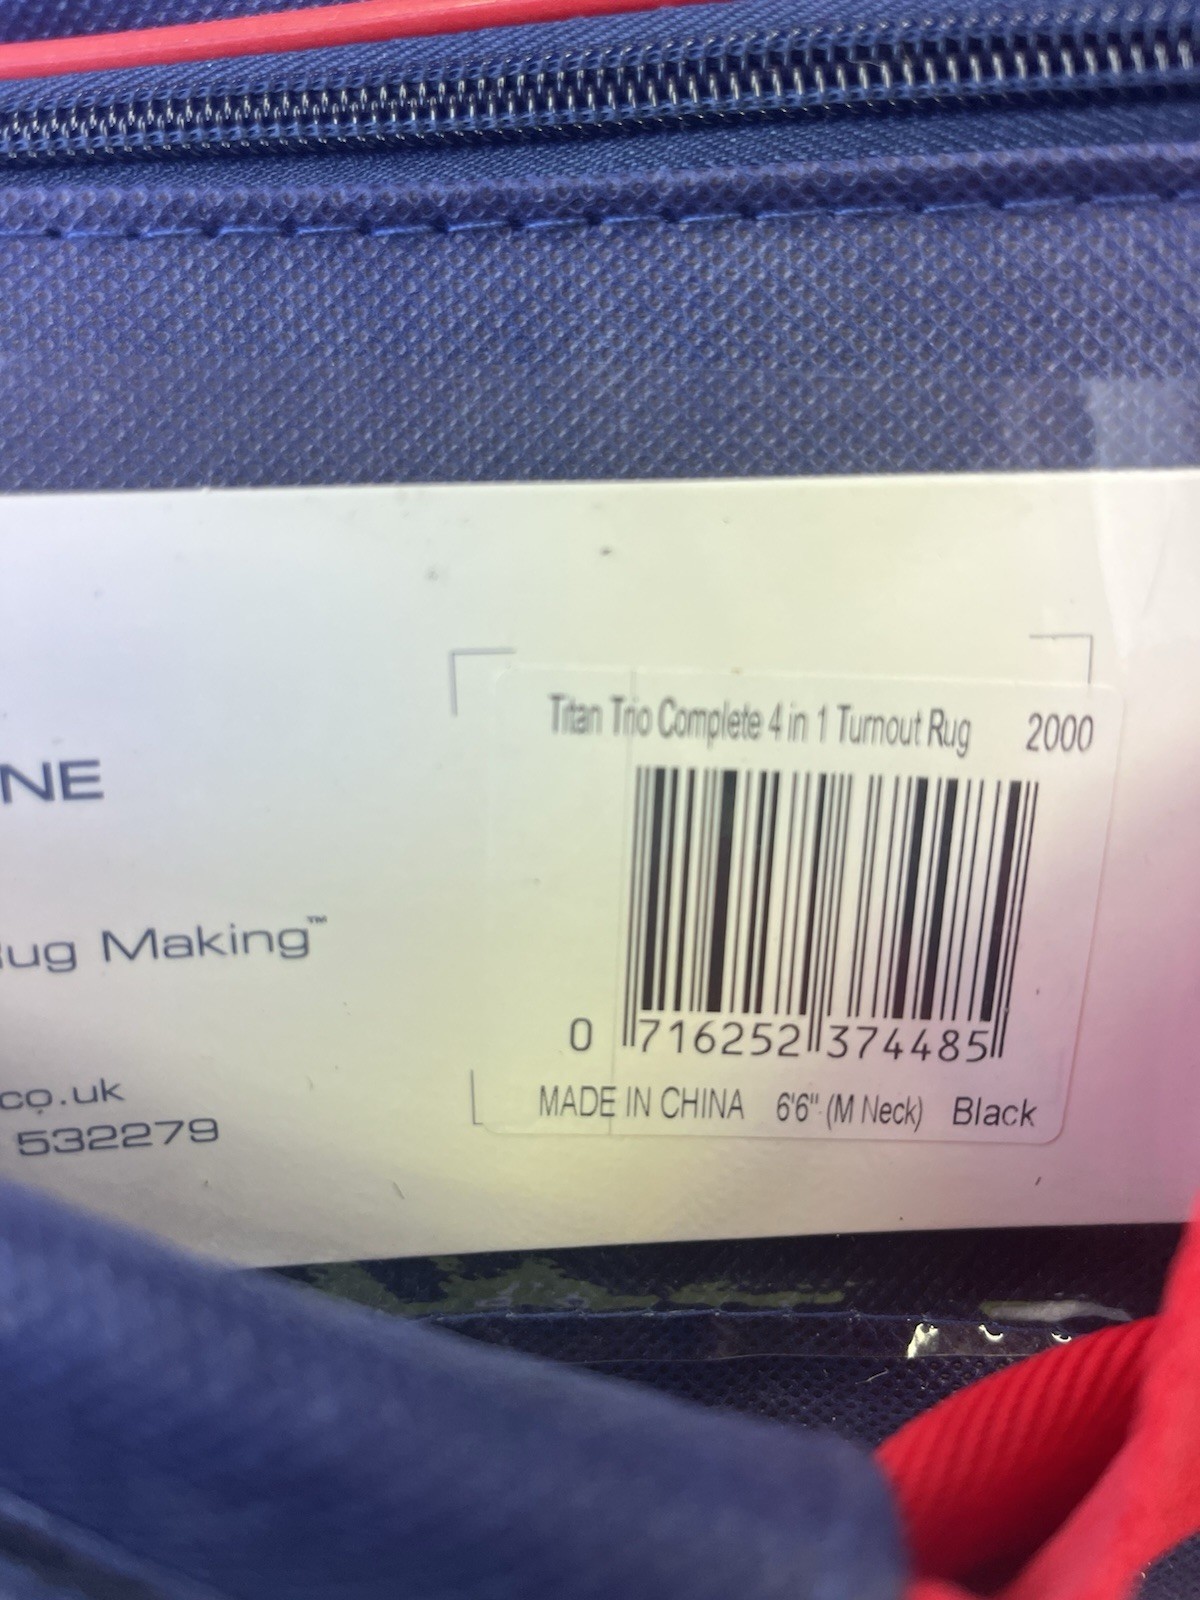 Titan Trio Complete 4 in 1 Turnout Rug 2000
NE
Rug Making™
0 716252 374485
co.uk
532279
MADE IN CHINA 6'6" (M Neck) Black